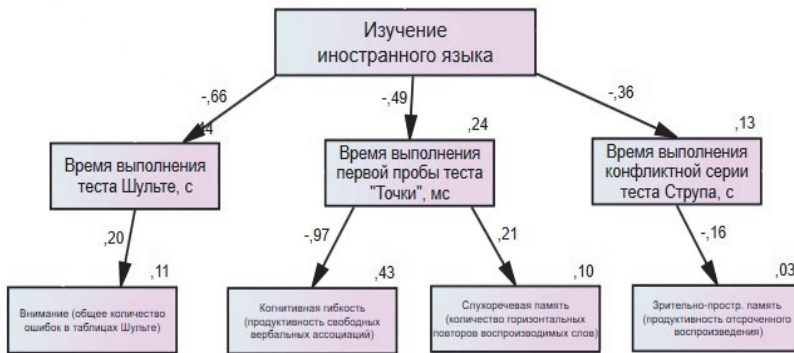 Изучение
иностранного языка
-,66
-,49
-,36
,24
,13
Время выполнения
теста Шульте, с
Время выполнения
первой пробы теста
"Точки", мс
Время выполнения
конфликтной серии
теста Струпа, с
,20
-,97
,21
-,16
,11
,43
,10
,03
Внимание (общее количество
ошибок в таблицах Шульте)
Когнитивная гибкость
(продуктивность свободных
вербальных ассоциаций)
Слухоречевая память
(количество горизонтальных
повторов воспроизводимых слов)
Зрительно-простр. память
(продуктивность отсроченного
воспроизведения)